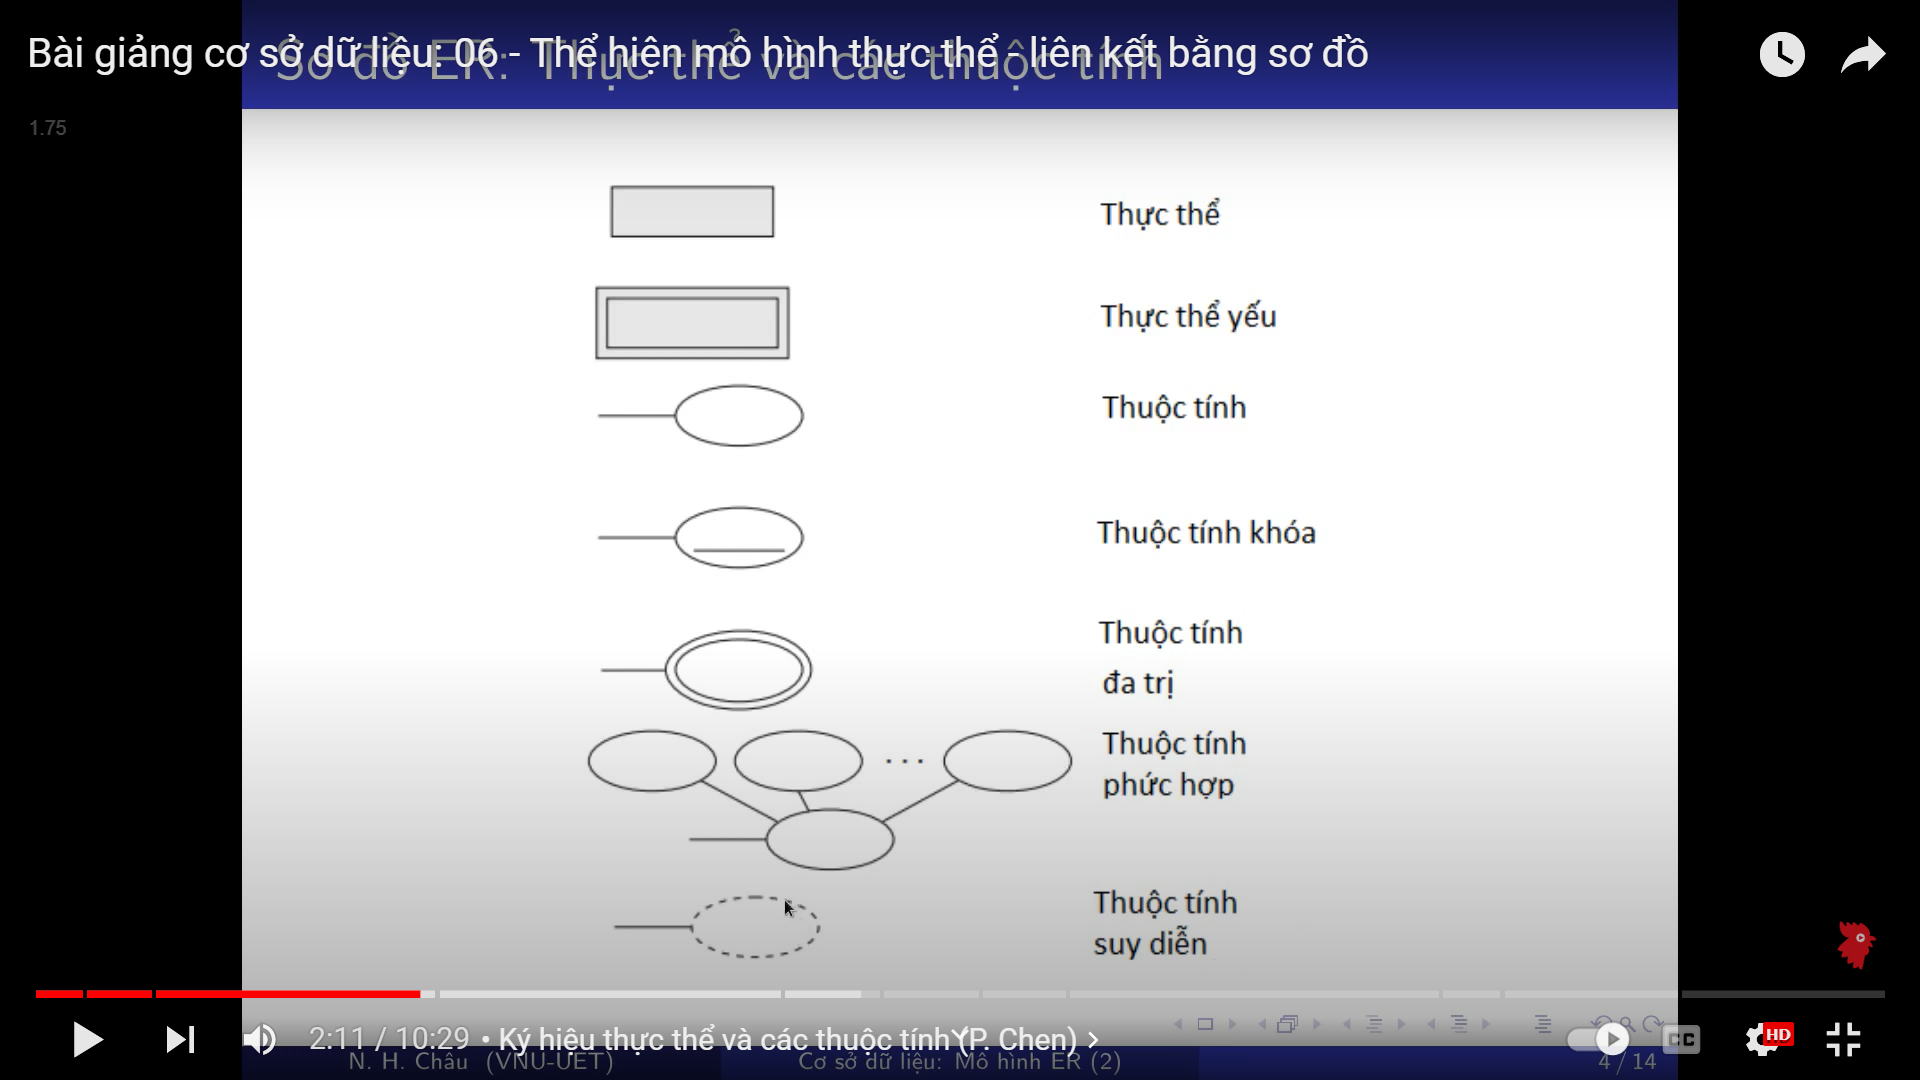 Bài giảng cơ sở dữ liệu: 06 - Thể hiện mô hình thực thể - liên kết bằng sơ đồ
Sơ đồ ER: Thực thể và các thuộc tính
1.75
Thực thể
Thực thể yếu
Thuộc tính
Thuộc tính khóa
Thuộc tính
đa trị
. . .
Thuộc tính
phức hợp
Thuộc tính
suy diễn
2:11 / 10:29 • Ký hiệu thực thể và các thuộc tính (P. Chen) >
CC
HD
N. H. Châu (VNU-UET)
Cơ sở dữ liệu: Mô hình ER (2)
4 / 14